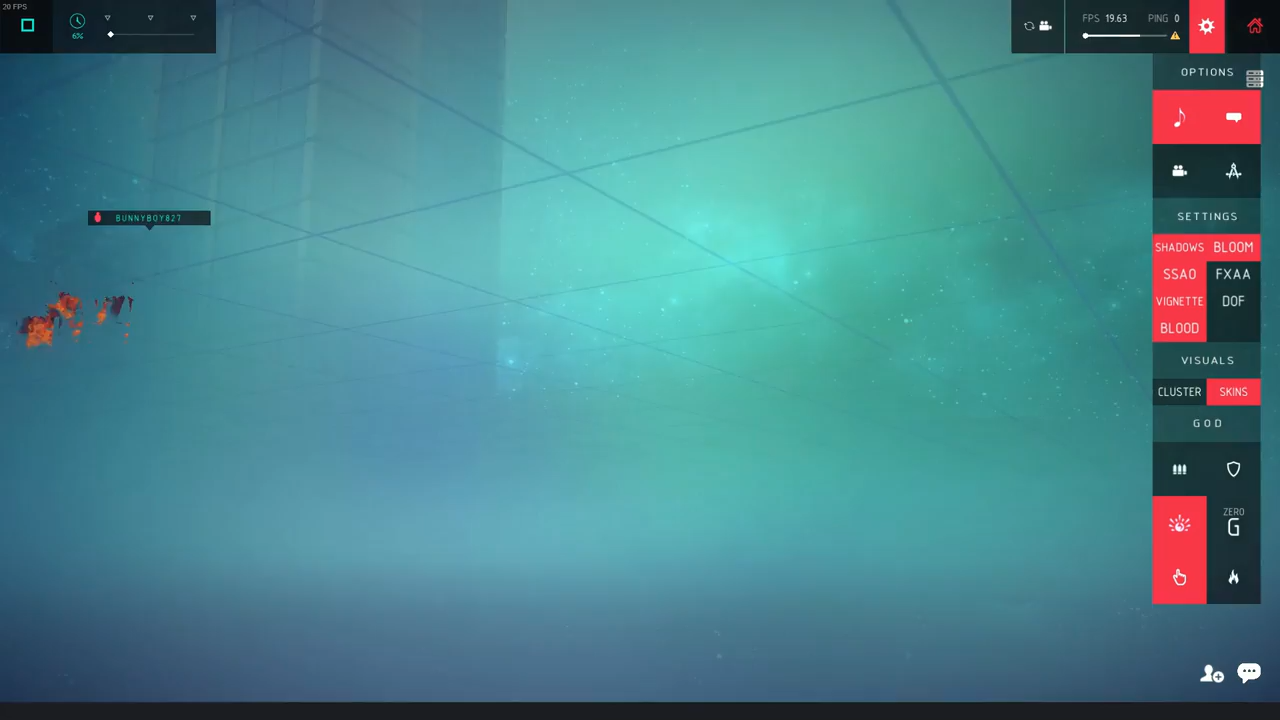 20 FPS
6%
FPS 19.63 PING 0
OPTIONS
BUNNYBOY827
SETTINGS
SHADOWS BLOOM
SSAO FXAA
VIGNETTE DOF
BLOOD
VISUALS
CLUSTER SKINS
GOD
ZERO
G